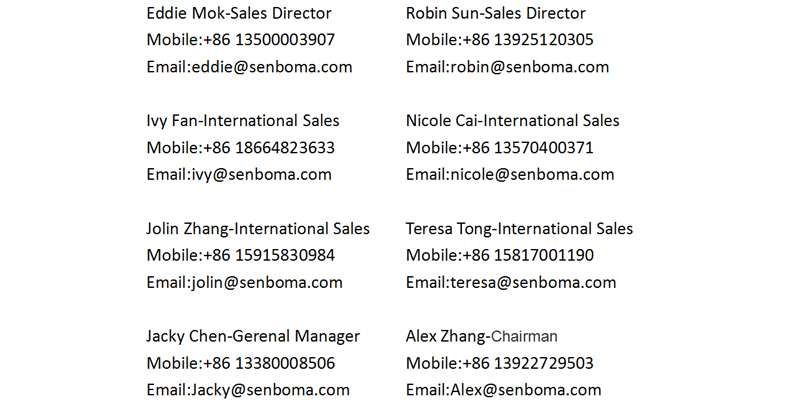 Eddie Mok-Sales Director
Mobile:+86 13500003907
Email:eddie@senboma.com
Robin Sun-Sales Director
Mobile:+86 13925120305
Email:robin@senboma.com
Ivy Fan-International Sales
Mobile:+86 18664823633
Email:ivy@senboma.com
Nicole Cai-International Sales
Mobile:+86 13570400371
Email:nicole@senboma.com
Jolin Zhang-International Sales
Mobile:+86 15915830984
Email:jolin@senboma.com
Teresa Tong-International Sales
Mobile:+86 15817001190
Email:teresa@senboma.com
Jacky Chen-Gerenal Manager
Mobile:+86 13380008506
Email:Jacky@senboma.com
Alex Zhang-Chairman
Mobile:+86 13922729503
Email:Alex@senboma.com